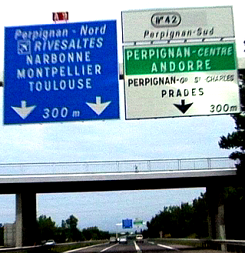 A 9
Perpignan - Nord
RIVESALTES
NARBONNE
MONTPELLIER
TOULOUSE
300 m
N° 42
Perpignan-Sud
PERPIGNAN-CENTRE
ANDORRE
PERPIGNAN-Gd St CHARLES
PRADES
300m